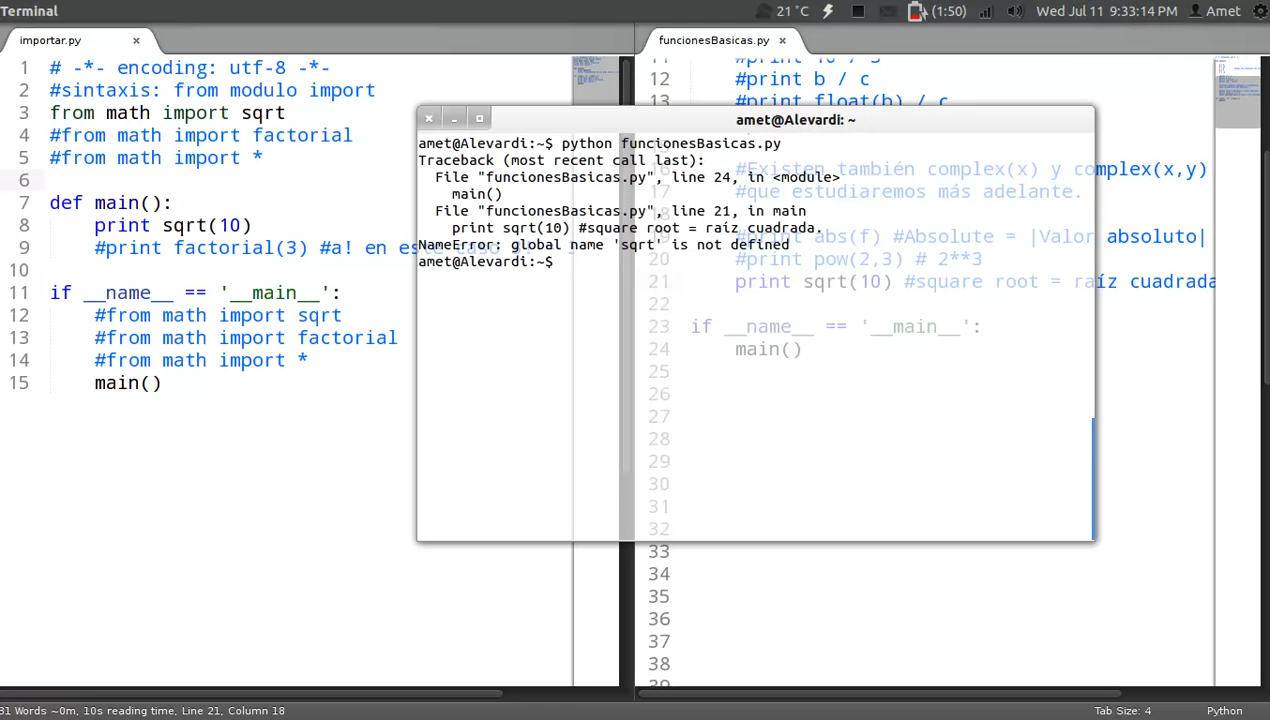 Terminal
21 °C
(1:50)
Wed Jul 11 9:33:14 PM
Amet
importar.py ×
1 # -*- encoding: utf-8 -*-
2 #sintaxis: from modulo import
3 from math import sqrt
4 #from math import factorial
5 #from math import *
6
7 def main():
8 print sqrt(10)
9 #print factorial(3) #a! en este caso
10
11 if __name__ == '__main__':
12 #from math import sqrt
13 #from math import factorial
14 #from math import *
15 main()
funcionesBasicas.py ×
12 #print b / c
13 #print float(b) / c
amet@Alevardi: ~
amet@Alevardi:~$ python funcionesBasicas.py
Traceback (most recent call last):
File "funcionesBasicas.py", line 24, in <module>
main()
File "funcionesBasicas.py", line 21, in main
print sqrt(10) #square root = raíz cuadrada.
NameError: global name 'sqrt' is not defined
amet@Alevardi:~$
16 #Existen también complex(x) y complex(x,y)
17 #que estudiaremos más adelante.
18
19 #print abs(f) #Absolute = |Valor absoluto|
20 #print pow(2,3) # 2**3
21 print sqrt(10) #square root = raíz cuadrada
22
23 if __name__ == '__main__':
24 main()
25
26
27
28
29
30
31
32
33
34
35
36
37
38
31 Words ~0m, 10s reading time, Line 21, Column 18
Tab Size: 4
Python